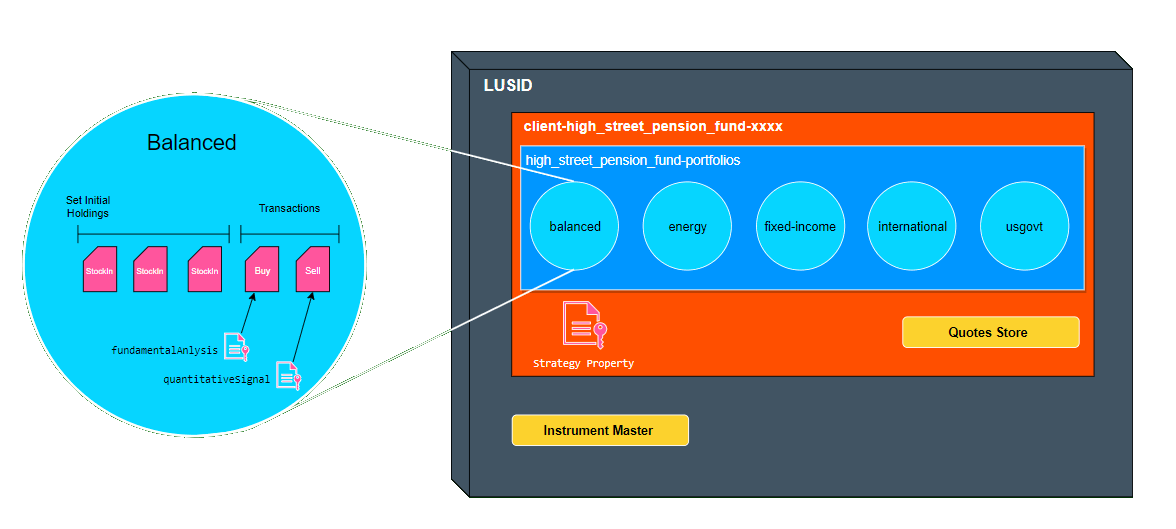 LUSID
client-high_street_pension_fund-xxxx
high_street_pension_fund-portfolios
balanced
energy
fixed-income
international
usgovt
Strategy Property
Quotes Store
Instrument Master
Balanced
Set Initial
Holdings
Transactions
StockIn
StockIn
StockIn
Buy
Sell
fundamentalAnlysis
quantitativeSignal